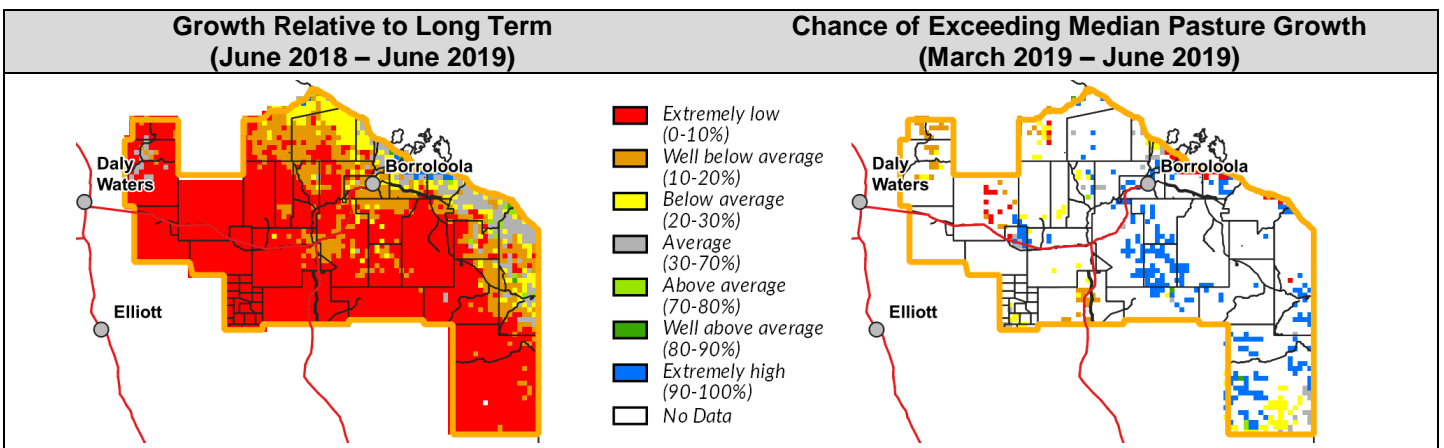 Growth Relative to Long Term
(June 2018 – June 2019)
Chance of Exceeding Median Pasture Growth
(March 2019 – June 2019)
Daly
Waters
Borroloola
Elliott
Extremely low
(0-10%)
Well below average
(10-20%)
Below average
(20-30%)
Average
(30-70%)
Above average
(70-80%)
Well above average
(80-90%)
Extremely high
(90-100%)
No Data
Daly
Waters
Borroloola
Elliott